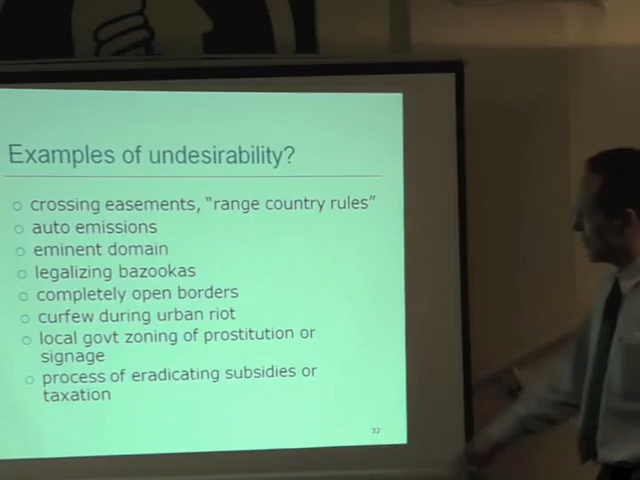 Examples of undesirability?
○ crossing easements, “range country rules”
○ auto emissions
○ eminent domain
○ legalizing bazookas
○ completely open borders
○ curfew during urban riot
○ local govt zoning of prostitution or
signage
○ process of eradicating subsidies or
taxation
32